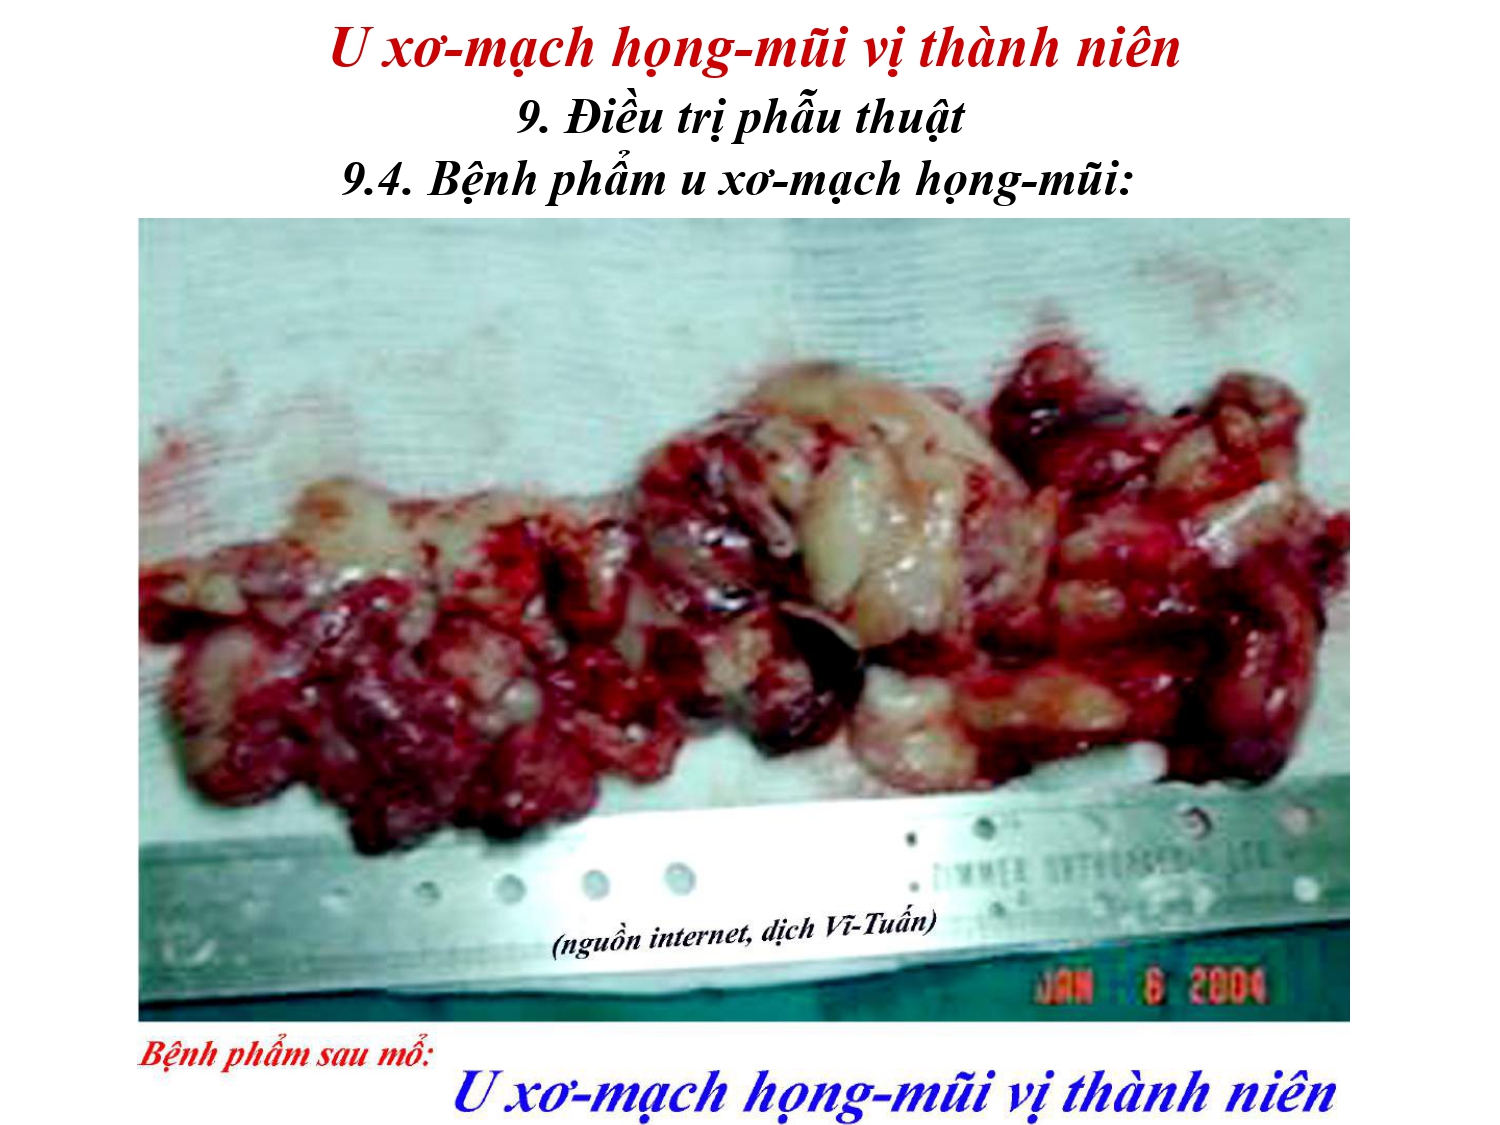 U xơ-mạch họng-mũi vị thành niên
9. Điều trị phẫu thuật
9.4. Bệnh phẩm u xơ-mạch họng-mũi:
ZIMMER
(nguồn internet, dịch Vĩ-Tuấn)
JAN 6 2004
Bệnh phẩm sau mổ:
U xơ-mạch họng-mũi vị thành niên